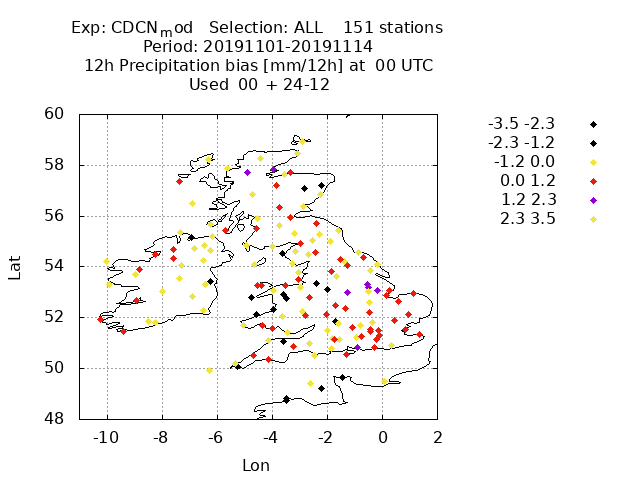 Exp: CDCNmod   Selection: ALL    151 stations
Period: 20191101-20191114
12h Precipitation bias [mm/12h] at  00 UTC
Used  00 + 24-12
-3.5 -2.3
-2.3 -1.2
-1.2 0.0
0.0 1.2
1.2 2.3
2.3 3.5
60
58
56
54
52
50
48
Lat
-10 -8 -6 -4 -2 0 2
Lon